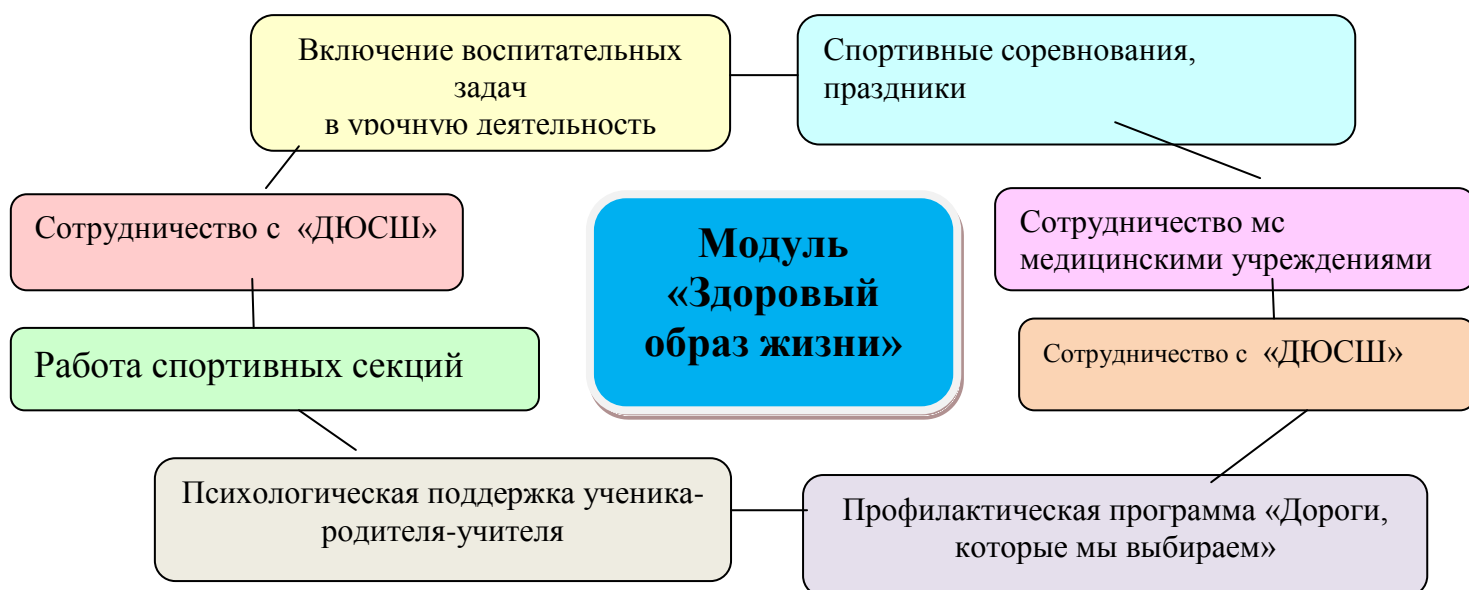 Включение воспитательных
задач
в урочную деятельность
Спортивные соревнования,
праздники
Сотрудничество с «ДЮСШ»
Модуль
«Здоровый
образ жизни»
Сотрудничество мс
медицинскими учреждениями
Работа спортивных секций
Сотрудничество с «ДЮСШ»
Психологическая поддержка ученика-
родителя-учителя
Профилактическая программа «Дороги,
которые мы выбираем»